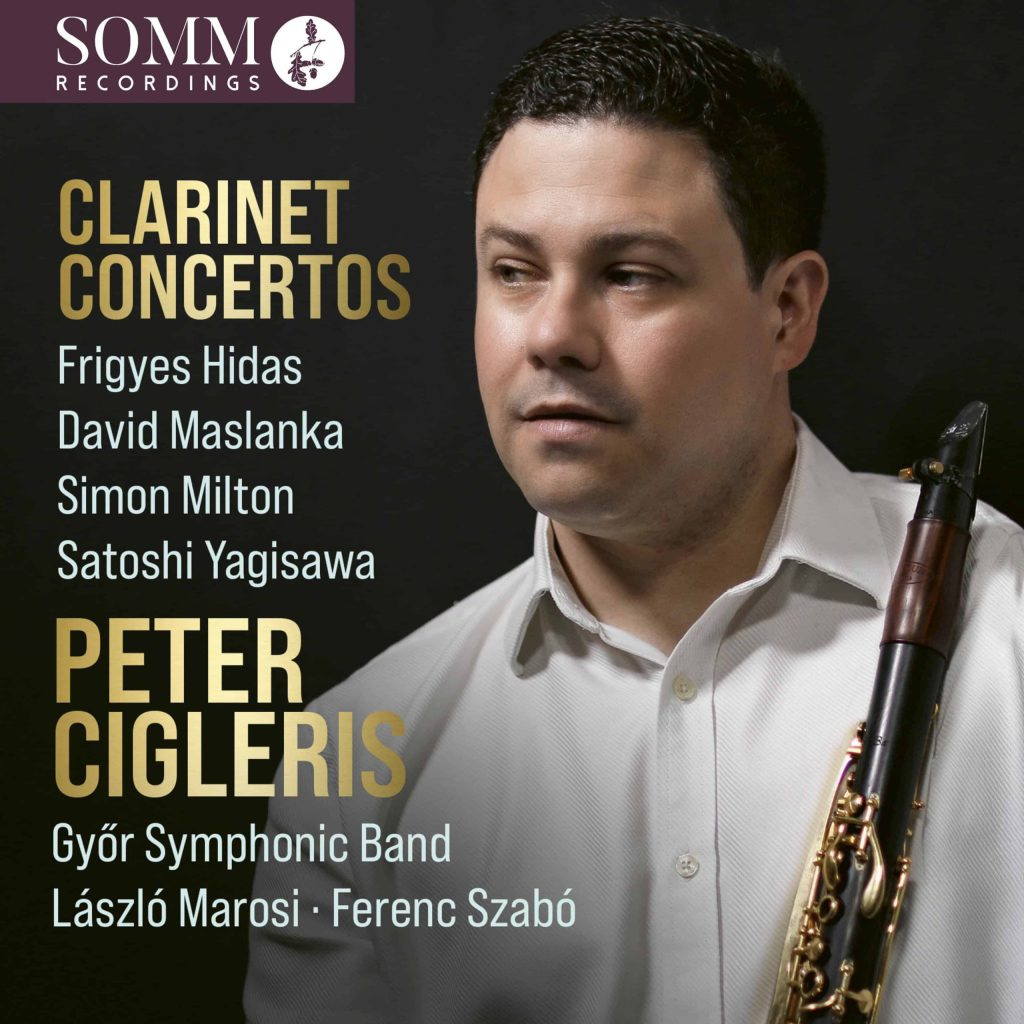 SOMM
RECORDINGS
CLARINET
CONCERTOS
Frigyes Hidas
David Maslanka
Simon Milton
Satoshi Yagisawa
PETER
CIGLERIS
Győr Symphonic Band
László Marosi · Ferenc Szabó